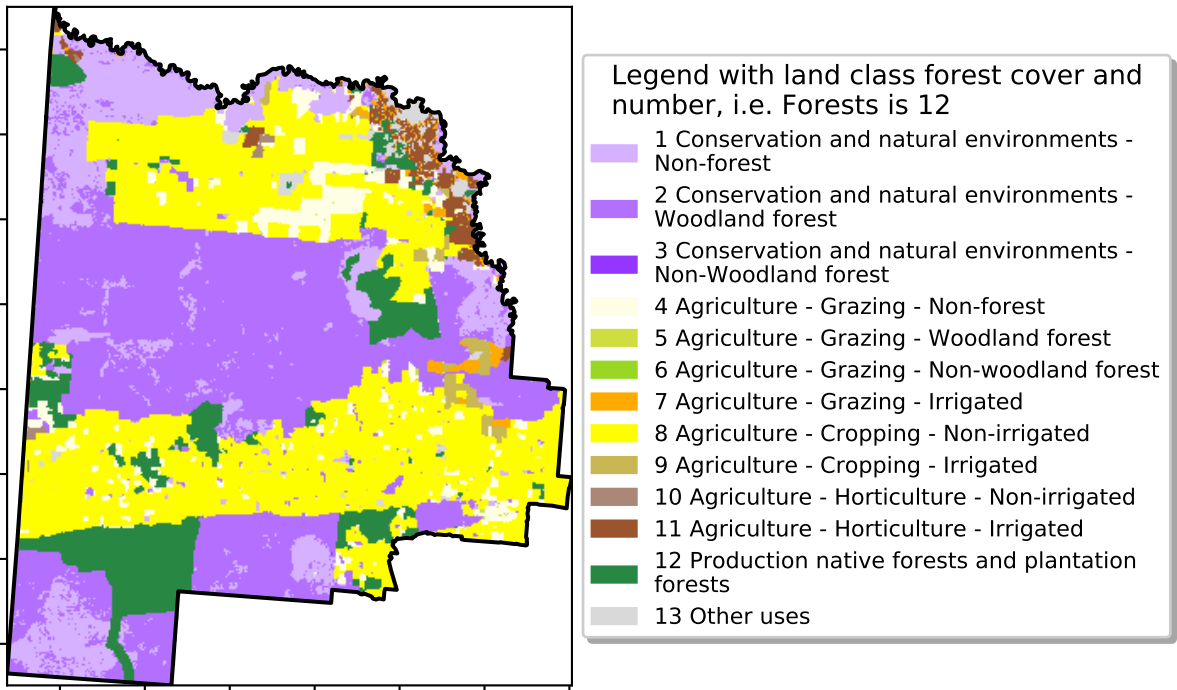 Legend with land class forest cover and
number, i.e. Forests is 12
1 Conservation and natural environments -
Non-forest
2 Conservation and natural environments -
Woodland forest
3 Conservation and natural environments -
Non-Woodland forest
4 Agriculture - Grazing - Non-forest
5 Agriculture - Grazing - Woodland forest
6 Agriculture - Grazing - Non-woodland forest
7 Agriculture - Grazing - Irrigated
8 Agriculture - Cropping - Non-irrigated
9 Agriculture - Cropping - Irrigated
10 Agriculture - Horticulture - Non-irrigated
11 Agriculture - Horticulture - Irrigated
12 Production native forests and plantation
forests
13 Other uses